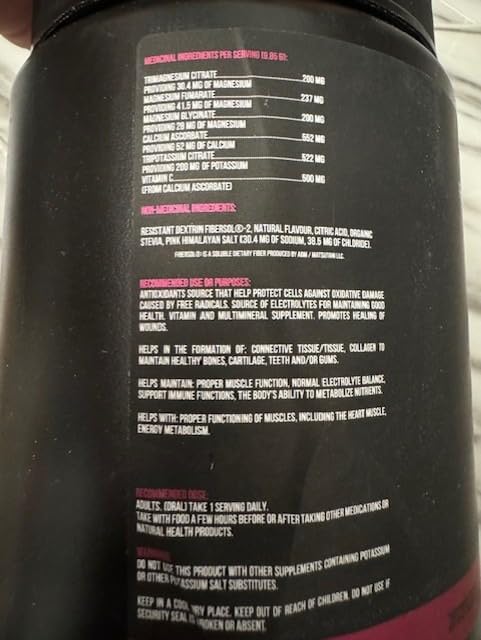 MEDICINAL INGREDIENTS PER SERVING (9.85 G):
TRIMAGNESIUM CITRATE 200 MG
PROVIDING 30.4 MG OF MAGNESIUM
MAGNESIUM FUMARATE 237 MG
PROVIDING 41.5 MG OF MAGNESIUM
MAGNESIUM GLYCINATE 200 MG
PROVIDING 28 MG OF MAGNESIUM
CALCIUM ASCORBATE 552 MG
PROVIDING 52 MG OF CALCIUM
TRIPOTASSIUM CITRATE 522 MG
PROVIDING 200 MG OF POTASSIUM
VITAMIN C 500 MG
(FROM CALCIUM ASCORBATE)
NON-MEDICINAL INGREDIENTS:
RESISTANT DEXTRIN FIBERSOL®-2, NATURAL FLAVOUR, CITRIC ACID, ORGANIC
STEVIA, PINK HIMALAYAN SALT (30.4 MG OF SODIUM, 38.5 MG OF CHLORIDE).
FIBERSOL® IS A SOLUBLE DIETARY FIBER PRODUCED BY ADM / MATSUTANI LLC.
RECOMMENDED USE OR PURPOSES:
ANTIOXIDANTS SOURCE THAT HELP PROTECT CELLS AGAINST OXIDATIVE DAMAGE
CAUSED BY FREE RADICALS. SOURCE OF ELECTROLYTES FOR MAINTAINING GOOD
HEALTH. VITAMIN AND MULTIMINERAL SUPPLEMENT. PROMOTES HEALING OF
WOUNDS.
HELPS IN THE FORMATION OF: CONNECTIVE TISSUE/TISSUE, COLLAGEN TO
MAINTAIN HEALTHY BONES, CARTILAGE, TEETH AND/OR GUMS.
HELPS MAINTAIN: PROPER MUSCLE FUNCTION, NORMAL ELECTROLYTE BALANCE,
SUPPORT IMMUNE FUNCTIONS, THE BODY'S ABILITY TO METABOLIZE NUTRIENTS.
HELPS WITH: PROPER FUNCTIONING OF MUSCLES, INCLUDING THE HEART MUSCLE,
ENERGY METABOLISM.
RECOMMENDED DOSE:
ADULTS. (ORAL) TAKE 1 SERVING DAILY.
TAKE WITH FOOD A FEW HOURS BEFORE OR AFTER TAKING OTHER MEDICATIONS OR
NATURAL HEALTH PRODUCTS.
WARNING:
DO NOT USE THIS PRODUCT WITH OTHER SUPPLEMENTS CONTAINING POTASSIUM
OR OTHER POTASSIUM SALT SUBSTITUTES.
KEEP IN A COOL, DRY PLACE. KEEP OUT OF REACH OF CHILDREN. DO NOT USE IF
SECURITY SEAL IS BROKEN OR ABSENT.